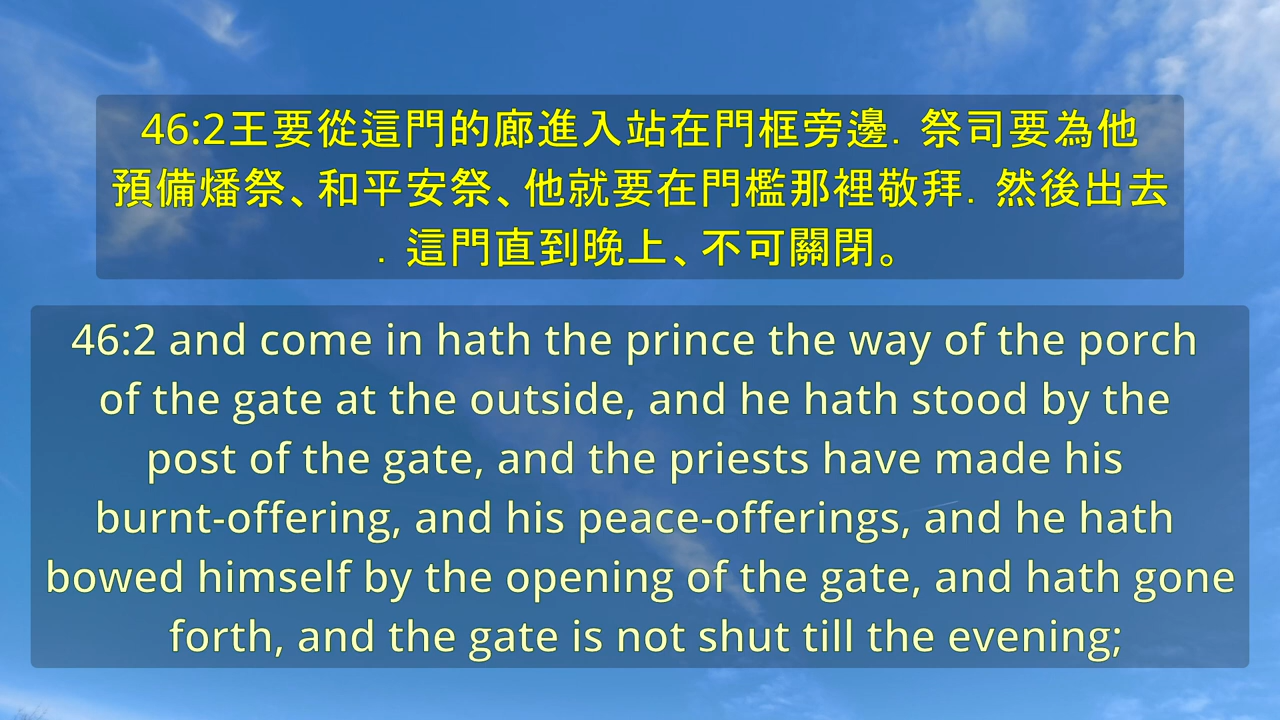 46:2王要從這門的廊進入站在門框旁邊．祭司要為他
預備燔祭、和平安祭、他就要在門檻那裡敬拜．然後出去
．這門直到晚上、不可關閉。
46:2 and come in hath the prince the way of the porch
of the gate at the outside, and he hath stood by the
post of the gate, and the priests have made his
burnt-offering, and his peace-offerings, and he hath
bowed himself by the opening of the gate, and hath gone
forth, and the gate is not shut till the evening;